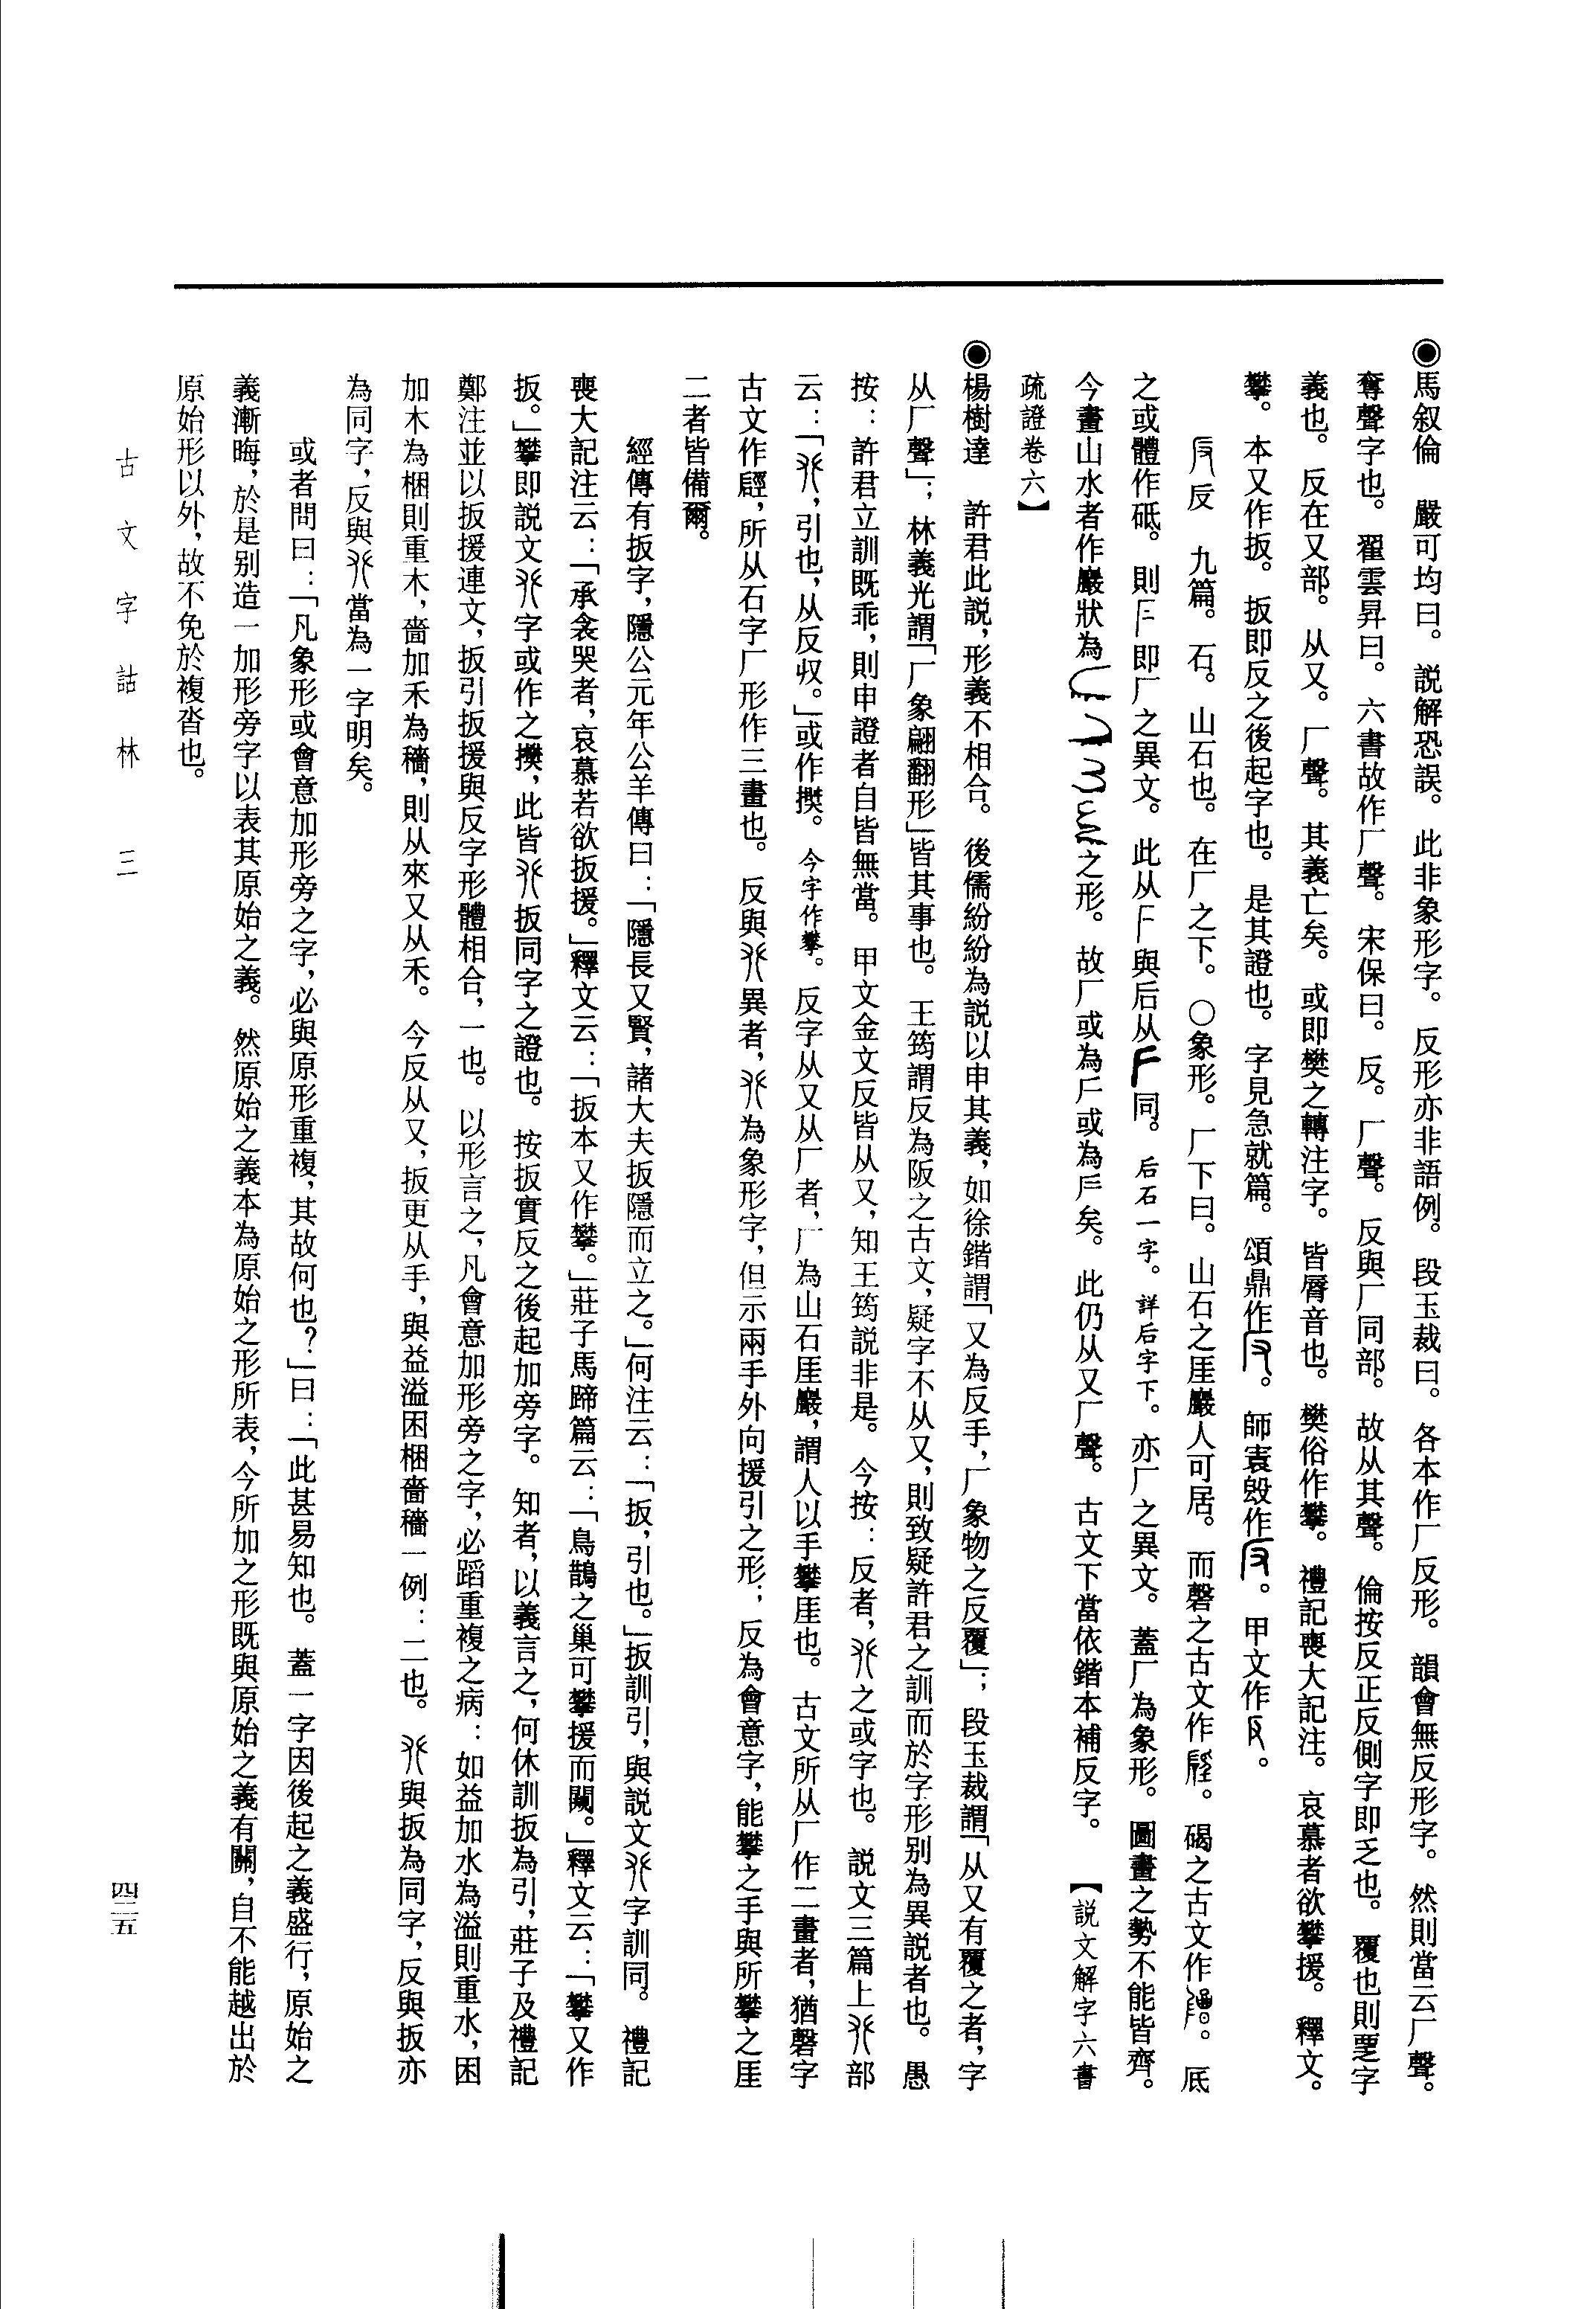 ◉馬叙倫　嚴可均曰。説解恐誤。此非象形字。反形亦非語例。段玉裁曰。各本作厂反形。韻會無反形字。然則當云厂聲。
奪聲字也。翟雲昇曰。六書故作厂聲。宋保曰。反。厂聲。反與厂同部。故从其聲。倫按反正反側字即乏也。覆也則覂字
義也。反在又部。从又。厂聲。其義亡矣。或即樊之轉注字。皆脣音也。樊俗作攀。禮記喪大記注。哀慕者欲攀援。釋文。
攀。本又作扳。扳即反之後起字也。是其證也。字見急就篇。頌鼎作。師袁𣪘作。甲文作。
反　九篇。石。山石也。在厂之下。○象形。厂下曰。山石之厓巖人可居。而磬之古文作。碣之古文作。厎
之或體作砥。則即厂之異文。此从與后从同。后石一字。詳后字下。亦厂之異文。蓋厂為象形。圖畫之勢不能皆齊。
今畫山水者作巖狀為之形。故厂或為或為矣。此仍从又厂聲。古文下當依鍇本補反字。【説文解字六書
疏證卷六】
◉楊樹達　許君此説，形義不相合。後儒紛紛為説以申其義，如徐鍇謂「又為反手，厂象物之反覆」；段玉裁謂「从又有覆之者，字
从厂聲」；林義光謂「厂象翩翻形」皆其事也。王筠謂反為阪之古文，疑字不从又，則致疑許君之訓而於字形别為異説者也。愚
按：許君立訓既乖，則申證者自皆無當。甲文金文反皆从又，知王筠説非是。今按：反者，𠬜之或字也。説文三篇上𠬜部
云：「𠬜，引也，从反収。」或作𢸅。今字作攀。反字从又从厂者，厂為山石厓巖，謂人以手攀厓也。古文所从厂作二畫者，猶磬字
古文作硜，所从石字厂形作三畫也。反與𠬜異者，𠬜為象形字，但示兩手外向援引之形；反為會意字，能攀之手與所攀之厓
二者皆備爾。
經傳有扳字，隱公元年公羊傳曰：「隱長又賢，諸大夫扳隱而立之。」何注云：「扳，引也。」扳訓引，與説文𠬜字訓同。禮記
喪大記注云：「承衾哭者，哀慕若欲扳援。」釋文云：「扳本又作攀。」莊子馬蹄篇云：「鳥鵲之巢可攀援而闚。」釋文云：「攀又作
扳。」攀即説文𠬜字或作之𢸅，此皆𠬜扳同字之證也。按扳實反之後起加旁字。知者，以義言之，何休訓扳為引，莊子及禮記
鄭注並以扳援連文，扳引扳援與反字形體相合，一也。以形言之，凡會意加形旁之字，必蹈重複之病：如益加水為溢則重水，困
加木為梱則重木，嗇加禾為穡，則从來又从禾。今反从又，扳更从手，與益溢困梱嗇穡一例：二也。𠬜與扳為同字，反與扳亦
為同字，反與𠬜當為一字明矣。
或者問曰：「凡象形或會意加形旁之字，必與原形重複，其故何也？」曰：「此甚易知也。蓋一字因後起之義盛行，原始之
義漸晦，於是别造一加形旁字以表其原始之義。然原始之義本為原始之形所表，今所加之形既與原始之義有關，自不能越出於
原始形以外，故不免於複沓也。
古文字詁林　三
四三五